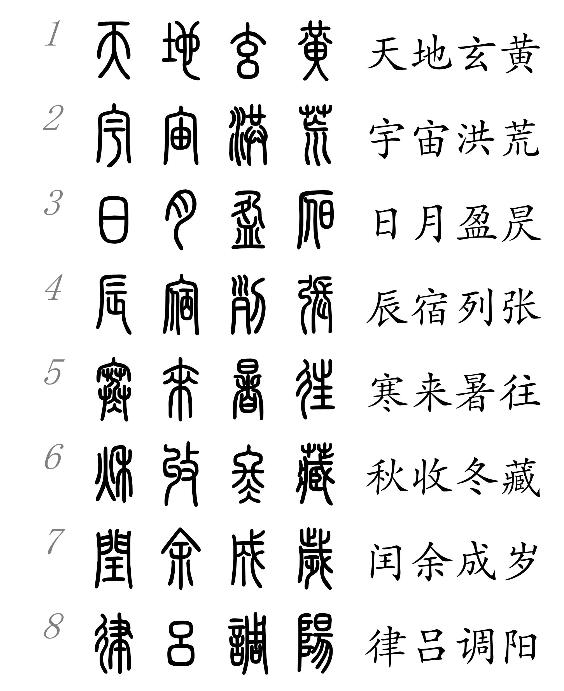 1 天地玄黃 天地玄黄
2 宇宙洪荒 宇宙洪荒
3 日月盈昃 日月盈昃
4 辰宿列張 辰宿列张
5 寒來暑往 寒来暑往
6 秋收冬藏 秋收冬藏
7 閏余成歲 闰余成岁
8 律呂調陽 律吕调阳